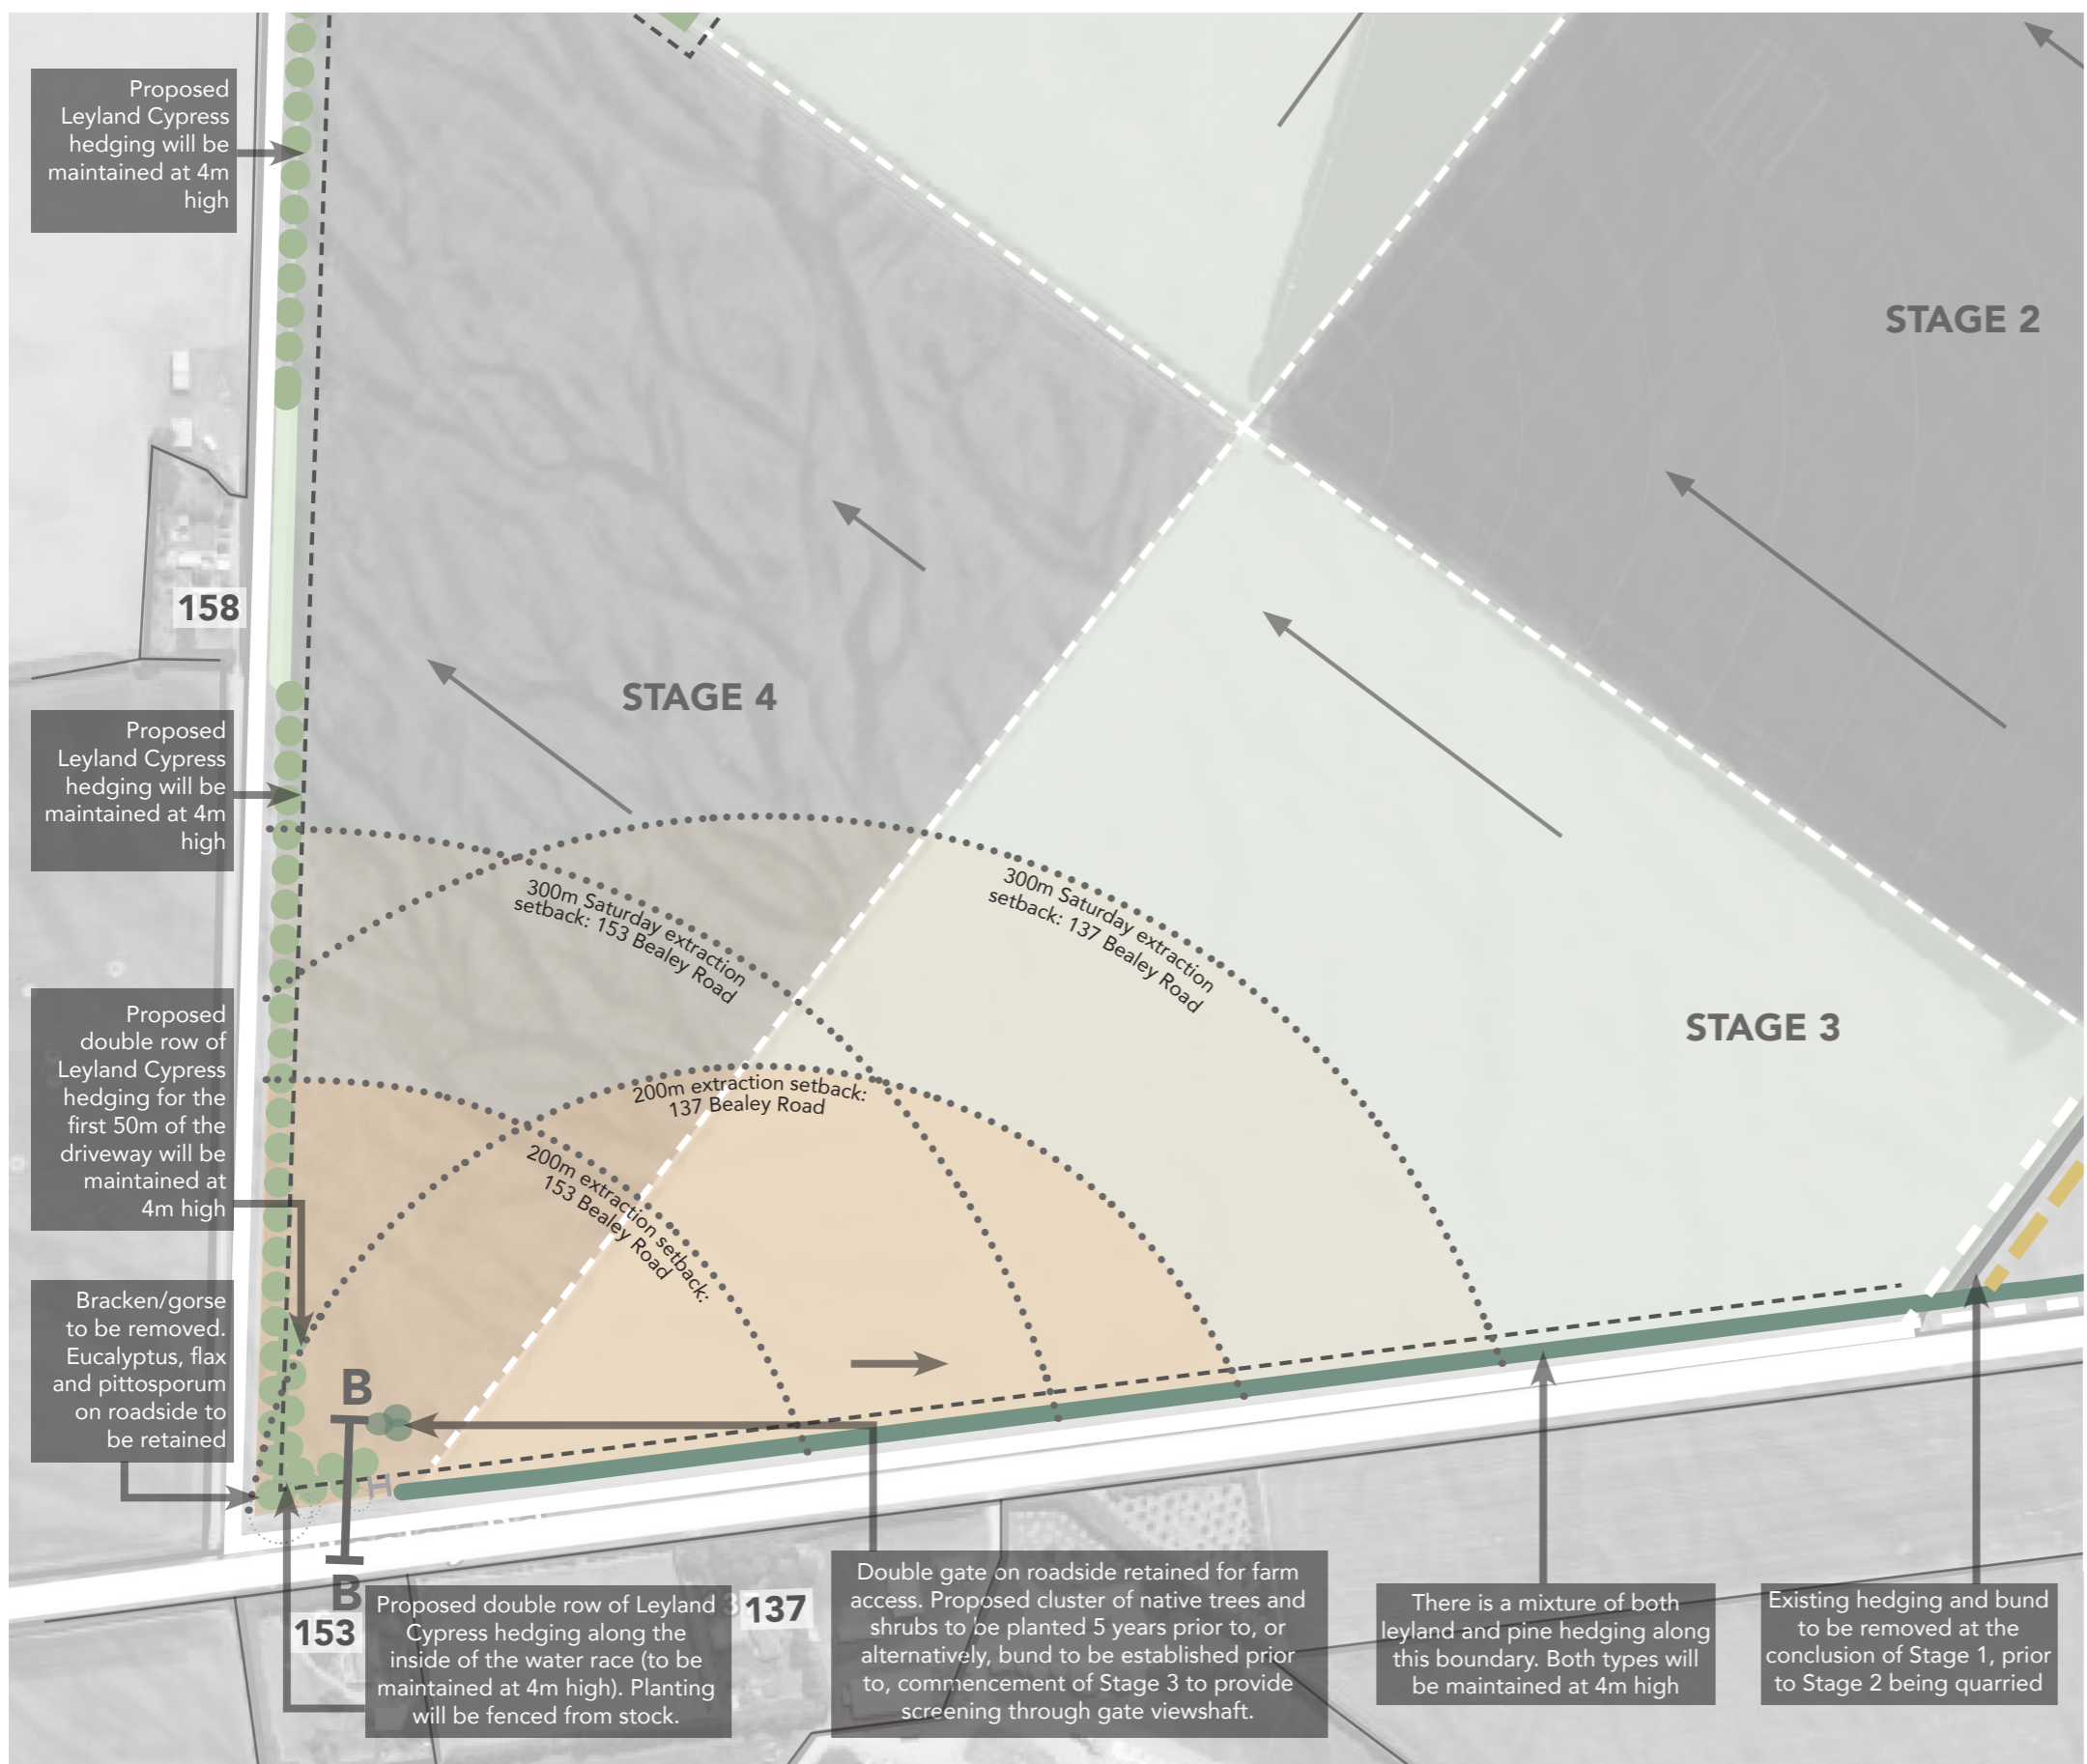 Proposed
Leyland Cypress
hedging will be
maintained at 4m
high
STAGE 2
158
STAGE 4
Proposed
Leyland Cypress
hedging will be
maintained at 4m
high
300m Saturday extraction
setback: 153 Bealey Road
300m Saturday extraction
setback: 137 Bealey Road
STAGE 3
Proposed
double row of
Leyland Cypress
hedging for the
first 50m of the
driveway will be
maintained at
4m high
200m extraction setback:
137 Bealey Road
200m extraction setback:
153 Bealey Road
Bracken/gorse
to be removed.
Eucalyptus, flax
and pittosporum
on roadside to
be retained
B
B
153
Proposed double row of Leyland
Cypress hedging along the
inside of the water race (to be
maintained at 4m high). Planting
will be fenced from stock.
137
Double gate on roadside retained for farm
access. Proposed cluster of native trees and
shrubs to be planted 5 years prior to, or
alternatively, bund to be established prior
to, commencement of Stage 3 to provide
screening through gate viewshaft.
There is a mixture of both
leyland and pine hedging along
this boundary. Both types will
be maintained at 4m high
Existing hedging and bund
to be removed at the
conclusion of Stage 1, prior
to Stage 2 being quarried